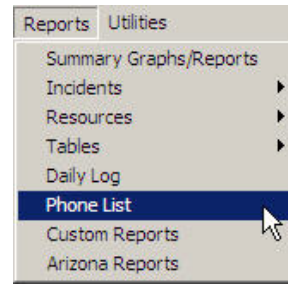 Reports Utilities
Summary Graphs/Reports
Incidents
Resources
Tables
Daily Log
Phone List
Custom Reports
Arizona Reports